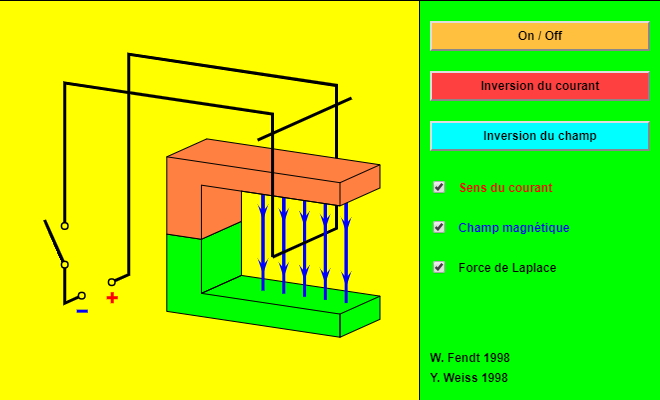 On / Off
Inversion du courant
Inversion du champ
Sens du courant
Champ magnétique
Force de Laplace
+
−
W. Fendt 1998
Y. Weiss 1998